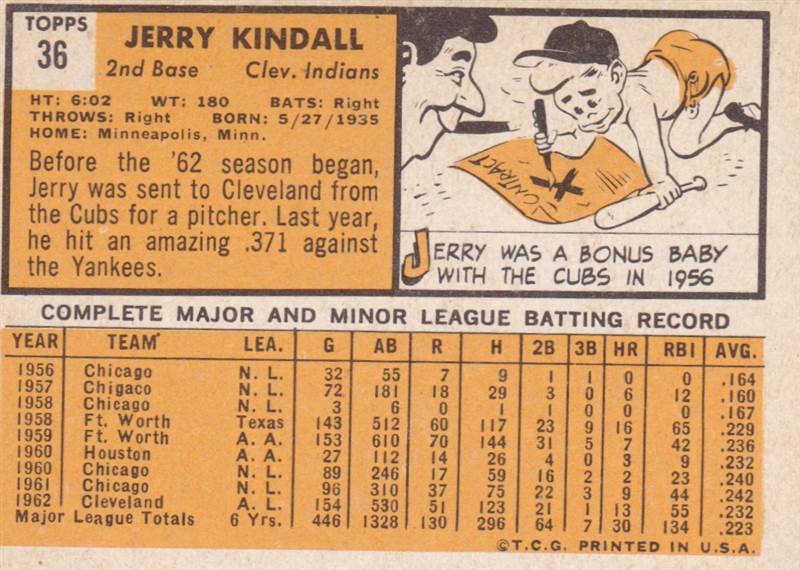 TOPPS
36
JERRY KINDALL
2nd Base Clev. Indians
HT: 6:02 WT: 180 BATS: Right
THROWS: Right BORN: 5/27/1935
HOME: Minneapolis, Minn.
Before the '62 season began,
Jerry was sent to Cleveland from
the Cubs for a pitcher. Last year,
he hit an amazing .371 against
the Yankees.
CONTRACT
X
JERRY WAS A BONUS BABY
WITH THE CUBS IN 1956
COMPLETE MAJOR AND MINOR LEAGUE BATTING RECORD
YEAR TEAM LEA. G AB R H 2B 3B HR RBI AVG.
1956 Chicago N. L. 32 55 7 9 1 1 0 0 .164
1957 Chigaco N. L. 72 181 18 29 3 0 6 12 .160
1958 Chicago N. L. 3 6 0 1 1 0 0 0 .167
1958 Ft. Worth Texas 143 512 60 117 23 9 16 65 .229
1959 Ft. Worth A. A. 153 610 70 144 31 5 7 42 .236
1960 Houston A. A. 27 112 14 26 4 0 3 9 .232
1960 Chicago N. L. 89 246 17 59 16 2 2 23 .240
1961 Chicago N. L. 96 310 37 75 22 3 9 44 .242
1962 Cleveland A. L. 154 530 51 123 21 1 13 55 .232
Major League Totals 6 Yrs. 446 1328 130 296 64 7 30 134 .223
©T.C.G. PRINTED IN U.S.A.